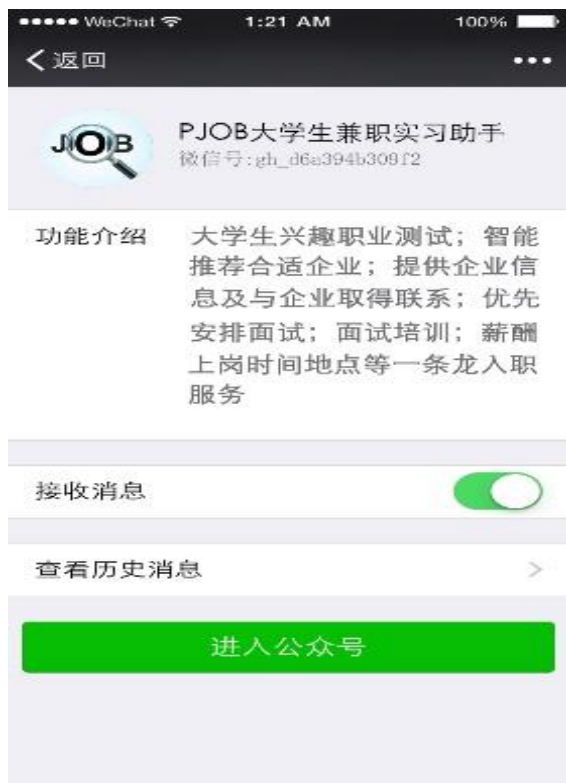 WeChat 1:21 AM 100%
返回
JOB PJOB大学生兼职实习助手
微信号:gh_d6a394b309f2
功能介绍 大学生兴趣职业测试；智能
推荐合适企业；提供企业信
息及与企业取得联系；优先
安排面试；面试培训；薪酬
上岗时间地点等一条龙入职
服务
接收消息
查看历史消息
进入公众号